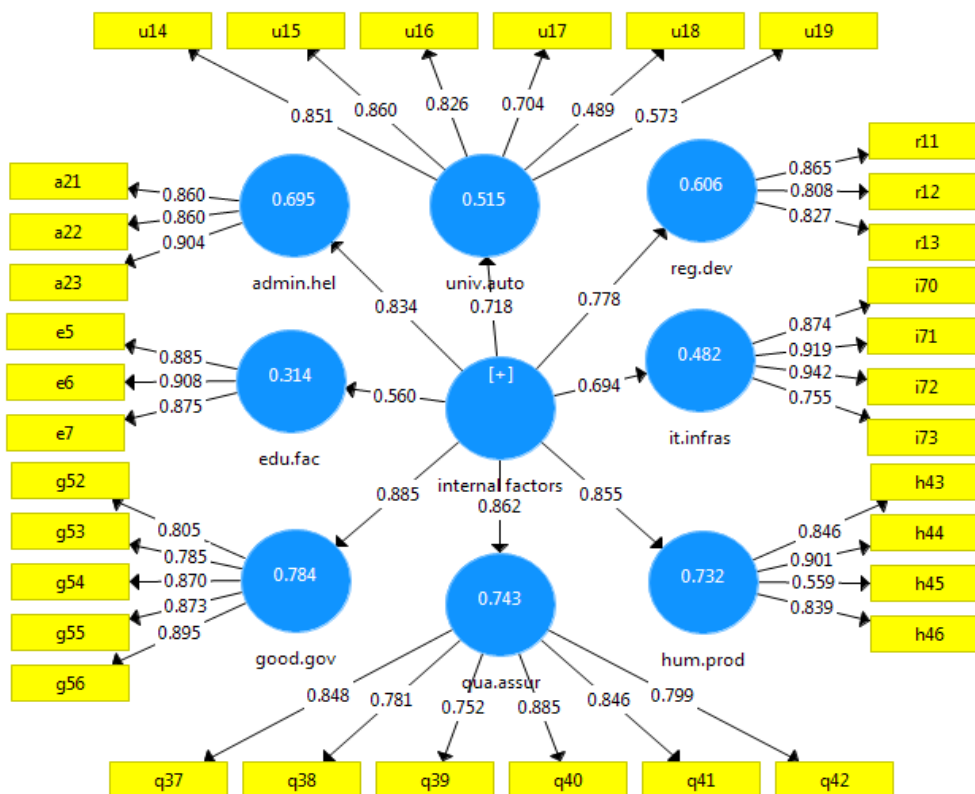 u14
u15
u16
u17
u18
u19
0.851
0.860
0.826
0.704
0.489
0.573
a21
a22
a23
0.860
0.860
0.904
0.695
admin.hel
0.515
univ.auto
0.606
reg.dev
0.865
0.808
0.827
r11
r12
r13
0.834
0.718
0.778
e5
e6
e7
0.885
0.908
0.875
0.314
edu.fac
0.560
[+]
internal factors
0.694
0.482
it.infras
0.874
0.919
0.942
0.755
i70
i71
i72
i73
0.885
0.862
0.855
g52
g53
g54
g55
g56
0.805
0.785
0.870
0.873
0.895
0.784
good.gov
0.743
qua.assur
0.732
hum.prod
0.846
0.901
0.559
0.839
h43
h44
h45
h46
0.848
0.781
0.752
0.885
0.846
0.799
q37
q38
q39
q40
q41
q42